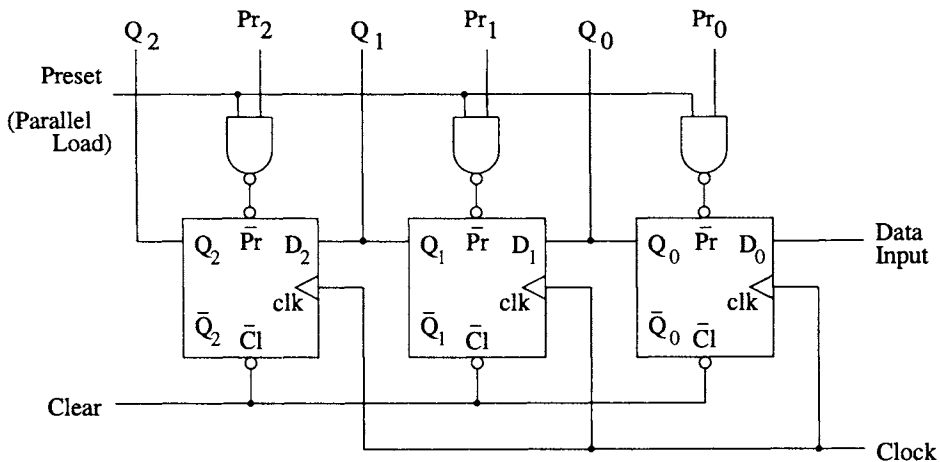 Q2 Pr2 Q1 Pr1 Q0 Pr0
Preset
(Parallel
Load)
Q2 P̄r D2 Q1 P̄r D1 Q0 P̄r D0
Data
Input
clk clk clk
Q̄2 C̄l Q̄1 C̄l Q̄0 C̄l
Clear
Clock